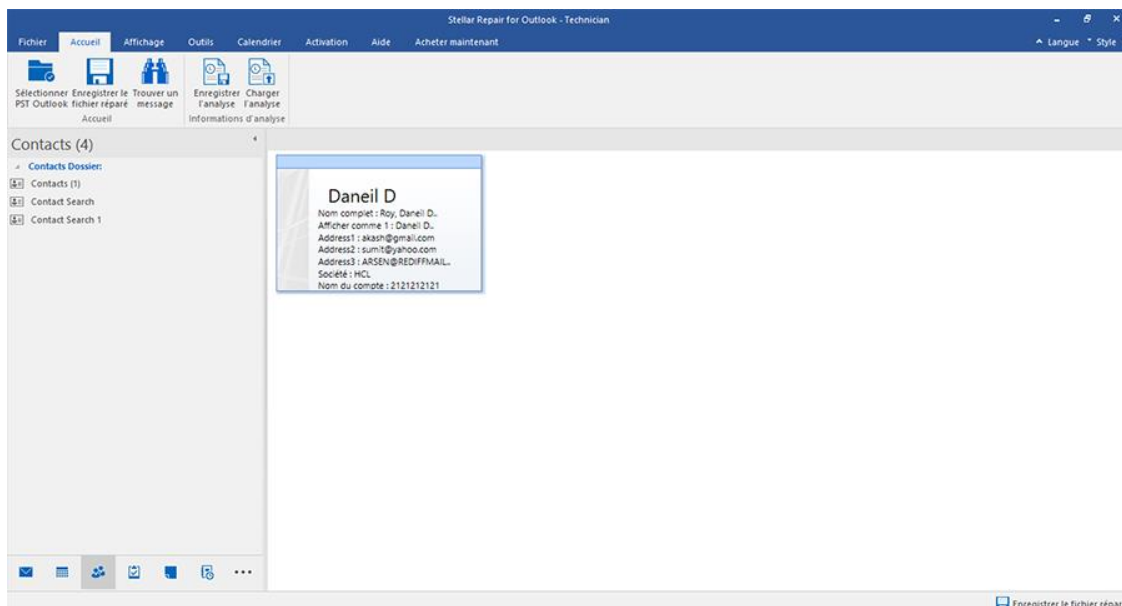 Stellar Repair for Outlook - Technician
Fichier Accueil Affichage Outils Calendrier Activation Aide Acheter maintenant Langue Style
Sélectionner Enregistrer le Trouver un Enregistrer Charger
PST Outlook fichier réparé message l'analyse l'analyse
Accueil Informations d'analyse
Contacts (4)
Contacts Dossier:
Contacts (1)
Contact Search
Contact Search 1
Daneil D
Nom complet : Roy, Daneil D..
Afficher comme 1 : Daneil D..
Address1 : akash@gmail.com
Address2 : sumit@yahoo.com
Address3 : ARSEN@REDIFFMAIL..
Société : HCL
Nom du compte : 2121212121
Enregistrer le fichier répar